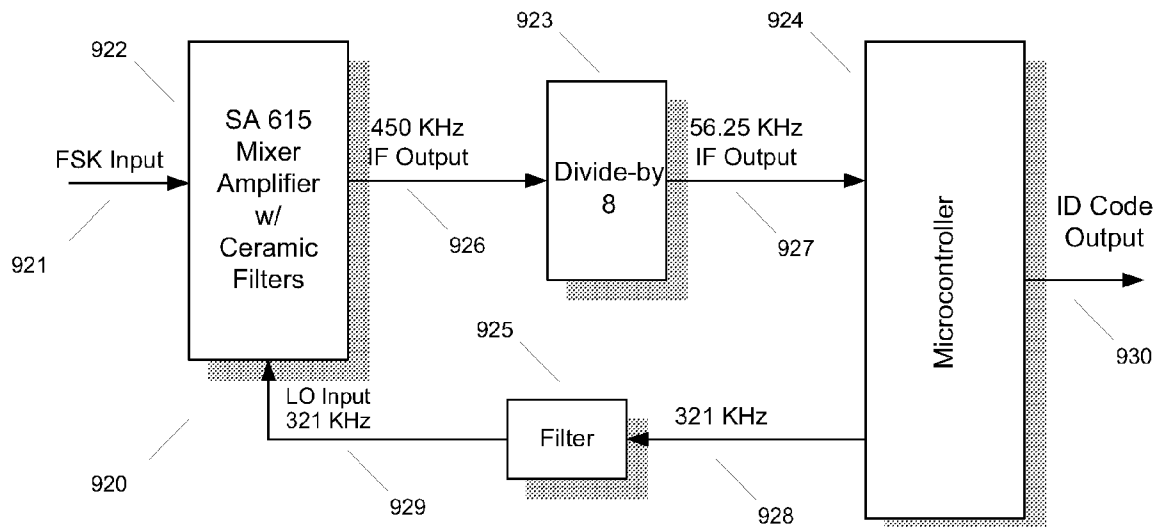 922
923
924
SA 615
Mixer
Amplifier
w/
Ceramic
Filters
450 KHz
IF Output
Divide-by
8
56.25 KHz
IF Output
Microcontroller
FSK Input
ID Code
Output
921
926
927
930
925
LO Input
321 KHz
Filter
321 KHz
920
929
928